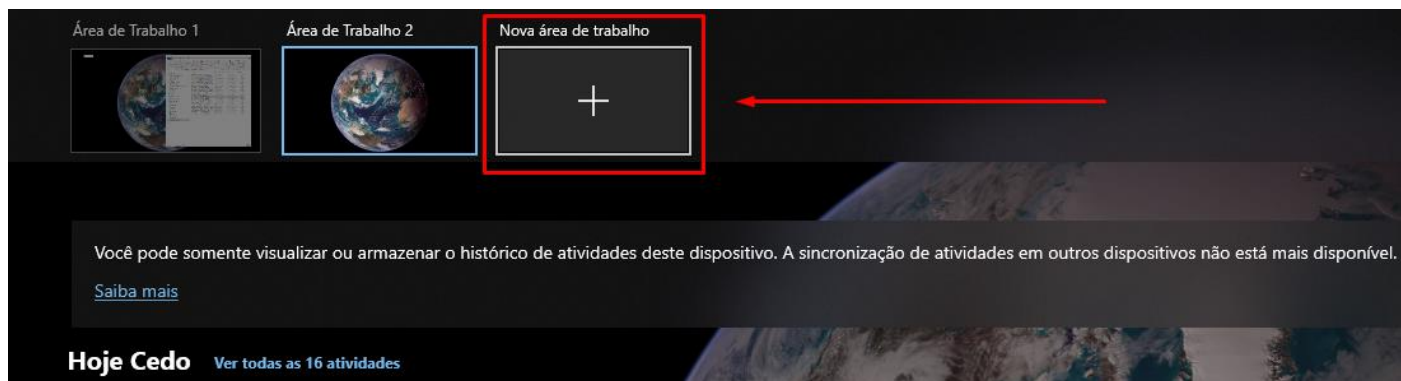 Área de Trabalho 1
Área de Trabalho 2
Nova área de trabalho
Você pode somente visualizar ou armazenar o histórico de atividades deste dispositivo. A sincronização de atividades em outros dispositivos não está mais disponível.
Saiba mais
Hoje Cedo
Ver todas as 16 atividades